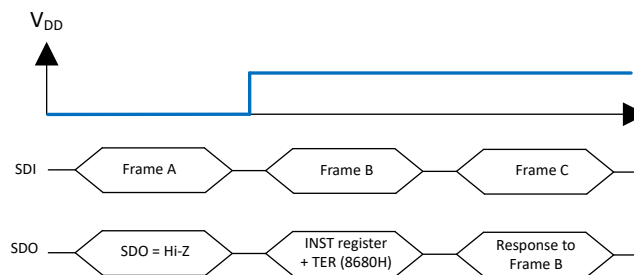 VDD
SDI
Frame A
Frame B
Frame C
SDO
SDO = Hi-Z
INST register
+ TER (8680H)
Response to
Frame B